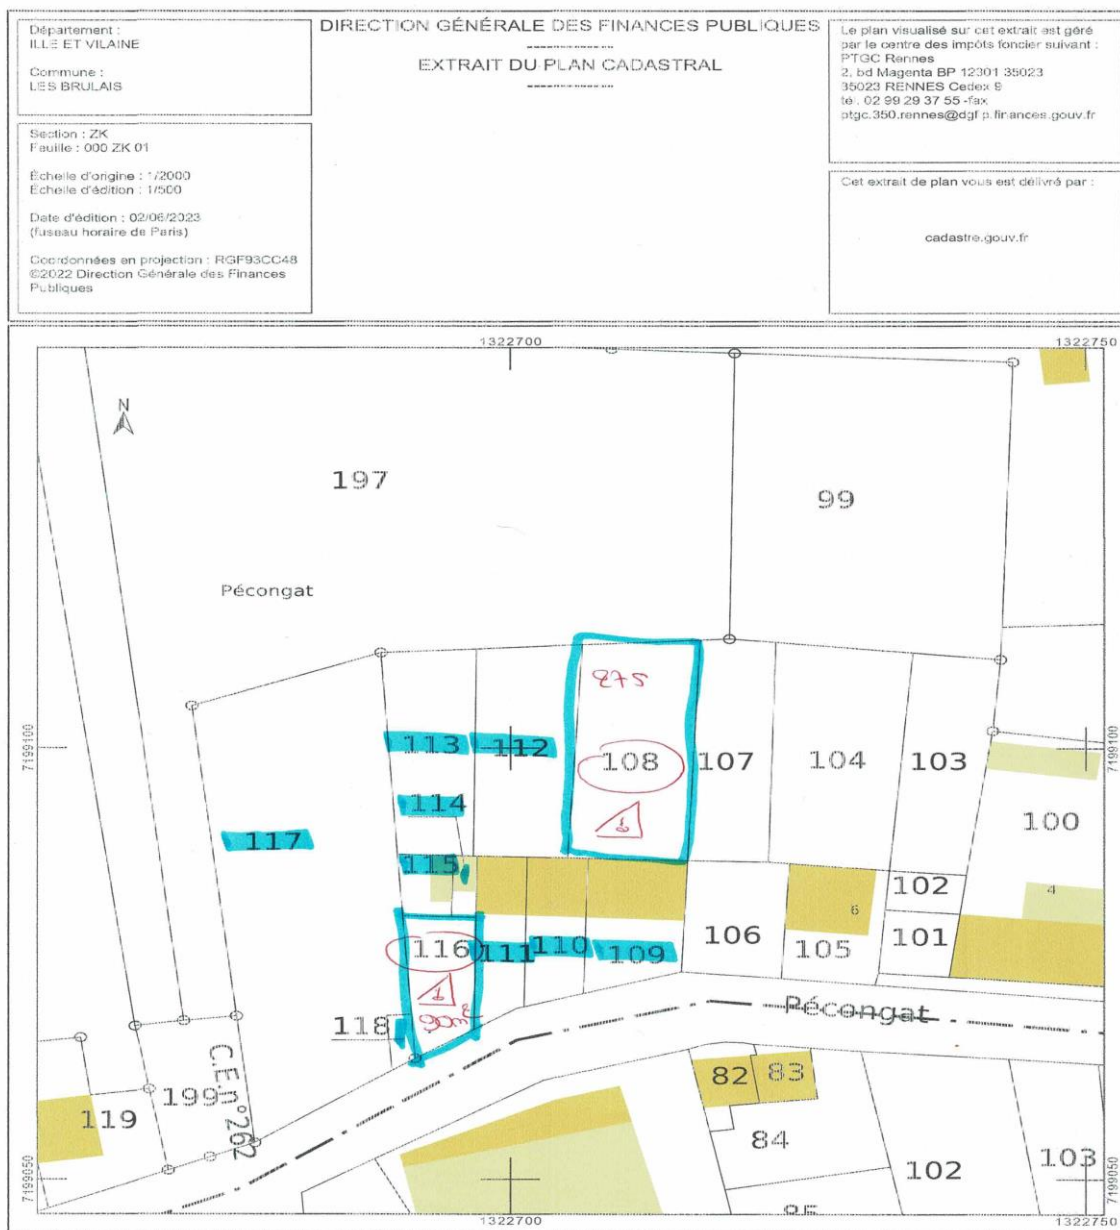 Département :
ILLE ET VILAINE
Commune :
LES BRULAIS
Section : ZK
Feuille : 000 ZK 01
Échelle d'origine : 1/2000
Échelle d'édition : 1/500
Date d'édition : 02/06/2023
(fuseau horaire de Paris)
Coordonnées en projection : RGF93CC48
©2022 Direction Générale des Finances
Publiques
DIRECTION GÉNÉRALE DES FINANCES PUBLIQUES
EXTRAIT DU PLAN CADASTRAL
Le plan visualisé sur cet extrait est géré
par le centre des impôts foncier suivant :
PTGC Rennes
2, bd Magenta BP 12301 35023
35023 RENNES Cedex 9
tél. 02 99 29 37 55 -fax
ptgc.350.rennes@dgfip.finances.gouv.fr
Cet extrait de plan vous est délivré par :
cadastre.gouv.fr
1322700
1322750
N
197
99
Pécongat
275
7199100
7199100
113
112
108
107
104
103
114
117
100
115
102
4
6
116
111
110
109
106
105
101
90m²
118
Pécongat
C.E.n°262
199
119
82
83
84
102
103
7199050
7199050
85
1322700
1322750